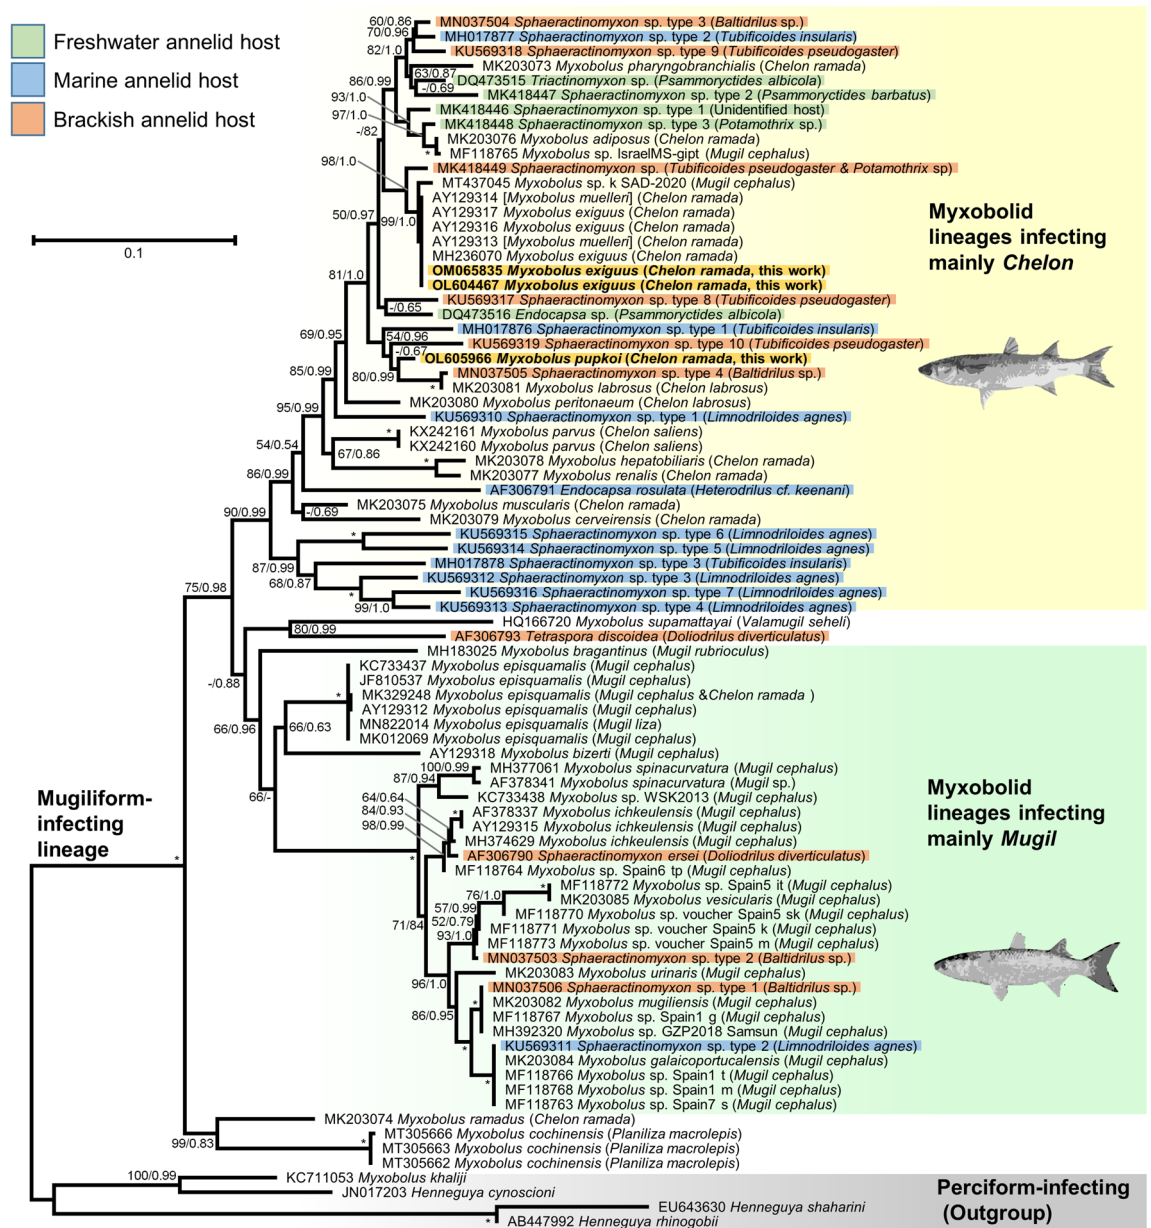 Freshwater annelid host
Marine annelid host
Brackish annelid host
0.1
60/0.86
MN037504 Sphaeractinomyxon sp. type 3 (Baltidrilus sp.)
70/0.96
MH017877 Sphaeractinomyxon sp. type 2 (Tubificoides insularis)
82/1.0
KU569318 Sphaeractinomyxon sp. type 9 (Tubificoides pseudogaster)
MK203073 Myxobolus pharyngobranchialis (Chelon ramada)
63/0.87
86/0.99
DQ473515 Triactinomyxon sp. (Psammoryctides albicola)
-/0.69
MK418447 Sphaeractinomyxon sp. type 2 (Psammoryctides barbatus)
93/1.0
MK418446 Sphaeractinomyxon sp. type 1 (Unidentified host)
97/1.0
MK418448 Sphaeractinomyxon sp. type 3 (Potamothrix sp.)
-/82
MK203076 Myxobolus adiposus (Chelon ramada)
*
MF118765 Myxobolus sp. IsraelMS-gipt (Mugil cephalus)
98/1.0
MK418449 Sphaeractinomyxon sp. (Tubificoides pseudogaster & Potamothrix sp)
MT437045 Myxobolus sp. k SAD-2020 (Mugil cephalus)
AY129314 [Myxobolus muelleri] (Chelon ramada)
50/0.97
99/1.0
AY129317 Myxobolus exiguus (Chelon ramada)
AY129316 Myxobolus exiguus (Chelon ramada)
AY129313 [Myxobolus muelleri] (Chelon ramada)
MH236070 Myxobolus exiguus (Chelon ramada)
81/1.0
OM065835 Myxobolus exiguus (Chelon ramada, this work)
OL604467 Myxobolus exiguus (Chelon ramada, this work)
KU569317 Sphaeractinomyxon sp. type 8 (Tubificoides pseudogaster)
-/0.65
DQ473516 Endocapsa sp. (Psammoryctides albicola)
MH017876 Sphaeractinomyxon sp. type 1 (Tubificoides insularis)
69/0.95
54/0.96
KU569319 Sphaeractinomyxon sp. type 10 (Tubificoides pseudogaster)
-/0.67
OL605966 Myxobolus pupkoi (Chelon ramada, this work)
85/0.99
80/0.99
MN037505 Sphaeractinomyxon sp. type 4 (Baltidrilus sp.)
*
MK203081 Myxobolus labrosus (Chelon labrosus)
MK203080 Myxobolus peritonaeum (Chelon labrosus)
95/0.99
KU569310 Sphaeractinomyxon sp. type 1 (Limnodriloides agnes)
*
KX242161 Myxobolus parvus (Chelon saliens)
54/0.54
KX242160 Myxobolus parvus (Chelon saliens)
67/0.86
*
MK203078 Myxobolus hepatobiliaris (Chelon ramada)
86/0.99
MK203077 Myxobolus renalis (Chelon ramada)
AF306791 Endocapsa rosulata (Heterodrilus cf. keenani)
MK203075 Myxobolus muscularis (Chelon ramada)
90/0.99
-/0.69
MK203079 Myxobolus cerveirensis (Chelon ramada)
*
KU569315 Sphaeractinomyxon sp. type 6 (Limnodriloides agnes)
KU569314 Sphaeractinomyxon sp. type 5 (Limnodriloides agnes)
87/0.99
MH017878 Sphaeractinomyxon sp. type 3 (Tubificoides insularis)
68/0.87
KU569312 Sphaeractinomyxon sp. type 3 (Limnodriloides agnes)
75/0.98
*
KU569316 Sphaeractinomyxon sp. type 7 (Limnodriloides agnes)
99/1.0
KU569313 Sphaeractinomyxon sp. type 4 (Limnodriloides agnes)
Myxobolid
lineages infecting
mainly Chelon
HQ166720 Myxobolus supamattayai (Valamugil seheli)
80/0.99
AF306793 Tetraspora discoidea (Doliodrilus diverticulatus)
MH183025 Myxobolus bragantinus (Mugil rubrioculus)
KC733437 Myxobolus episquamalis (Mugil cephalus)
-/0.88
JF810537 Myxobolus episquamalis (Mugil cephalus)
*
MK329248 Myxobolus episquamalis (Mugil cephalus &Chelon ramada )
AY129312 Myxobolus episquamalis (Mugil cephalus)
66/0.96
66/0.63
MN822014 Myxobolus episquamalis (Mugil liza)
MK012069 Myxobolus episquamalis (Mugil cephalus)
AY129318 Myxobolus bizerti (Mugil cephalus)
100/0.99
MH377061 Myxobolus spinacurvatura (Mugil cephalus)
87/0.94
AF378341 Myxobolus spinacurvatura (Mugil sp.)
66/-
64/0.64
KC733438 Myxobolus sp. WSK2013 (Mugil cephalus)
84/0.93
*
AF378337 Myxobolus ichkeulensis (Mugil cephalus)
98/0.99
AY129315 Myxobolus ichkeulensis (Mugil cephalus)
MH374629 Myxobolus ichkeulensis (Mugil cephalus)
*
AF306790 Sphaeractinomyxon ersei (Doliodrilus diverticulatus)
MF118764 Myxobolus sp. Spain6 tp (Mugil cephalus)
*
MF118772 Myxobolus sp. Spain5 it (Mugil cephalus)
76/1.0
MK203085 Myxobolus vesicularis (Mugil cephalus)
57/0.99
MF118770 Myxobolus sp. voucher Spain5 sk (Mugil cephalus)
71/84
52/0.79
MF118771 Myxobolus sp. voucher Spain5 k (Mugil cephalus)
93/1.0
MF118773 Myxobolus sp. voucher Spain5 m (Mugil cephalus)
MN037503 Sphaeractinomyxon sp. type 2 (Baltidrilus sp.)
96/1.0
MK203083 Myxobolus urinaris (Mugil cephalus)
MN037506 Sphaeractinomyxon sp. type 1 (Baltidrilus sp.)
*
MK203082 Myxobolus mugiliensis (Mugil cephalus)
86/0.95
MF118767 Myxobolus sp. Spain1 g (Mugil cephalus)
MH392320 Myxobolus sp. GZP2018 Samsun (Mugil cephalus)
*
KU569311 Sphaeractinomyxon sp. type 2 (Limnodriloides agnes)
MK203084 Myxobolus galaicoportucalensis (Mugil cephalus)
MF118766 Myxobolus sp. Spain1 t (Mugil cephalus)
*
MF118768 Myxobolus sp. Spain1 m (Mugil cephalus)
MF118763 Myxobolus sp. Spain7 s (Mugil cephalus)
Myxobolid
lineages infecting
mainly Mugil
Mugiliform-
infecting
lineage
*
MK203074 Myxobolus ramadus (Chelon ramada)
99/0.83
*
MT305666 Myxobolus cochinensis (Planiliza macrolepis)
MT305663 Myxobolus cochinensis (Planiliza macrolepis)
MT305662 Myxobolus cochinensis (Planiliza macrolepis)
100/0.99
KC711053 Myxobolus khaliji
JN017203 Henneguya cynoscioni
EU643630 Henneguya shaharini
*
AB447992 Henneguya rhinogobii
Perciform-infecting
(Outgroup)